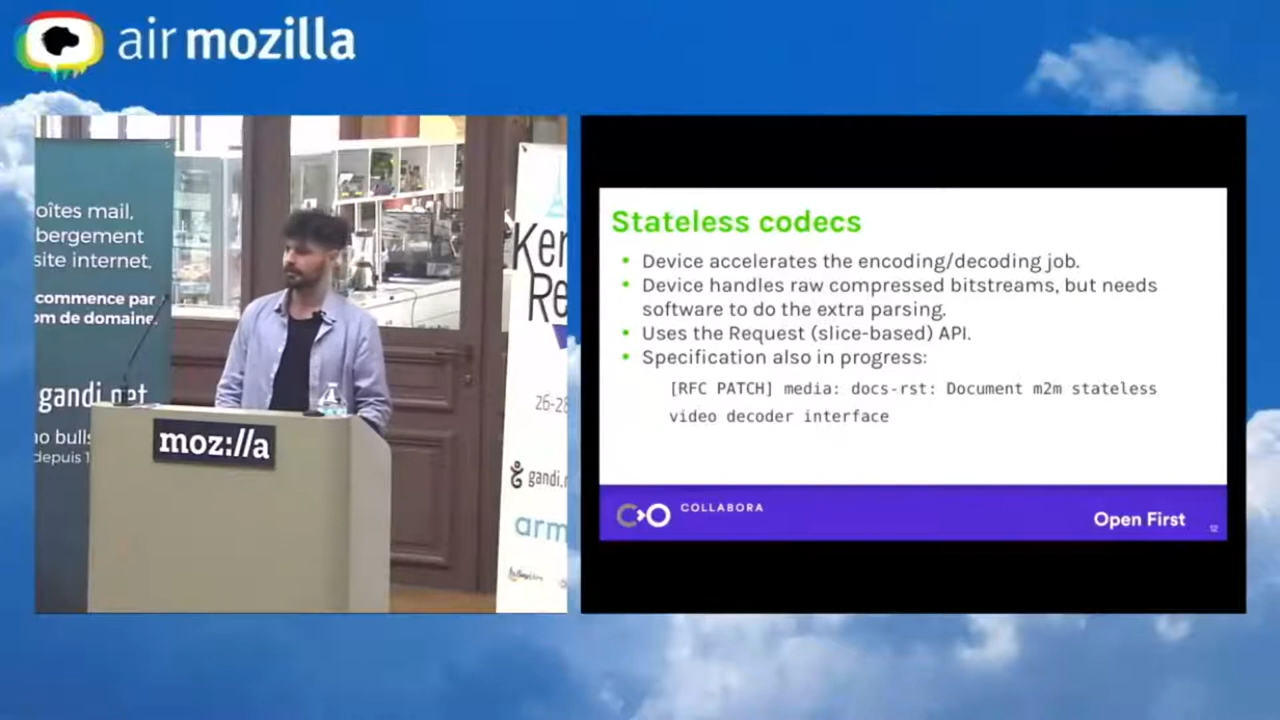 air mozilla
oîtes mail,
bergement
site internet,
commence par
om de domaine.
gandi.net
no bulls
depuis 1
moz://a
Ker
Re
26-28
gandi.
arm
Stateless codecs
• Device accelerates the encoding/decoding job.
• Device handles raw compressed bitstreams, but needs
software to do the extra parsing.
• Uses the Request (slice-based) API.
• Specification also in progress:
[RFC PATCH] media: docs-rst: Document m2m stateless
video decoder interface
COLLABORA
Open First
12